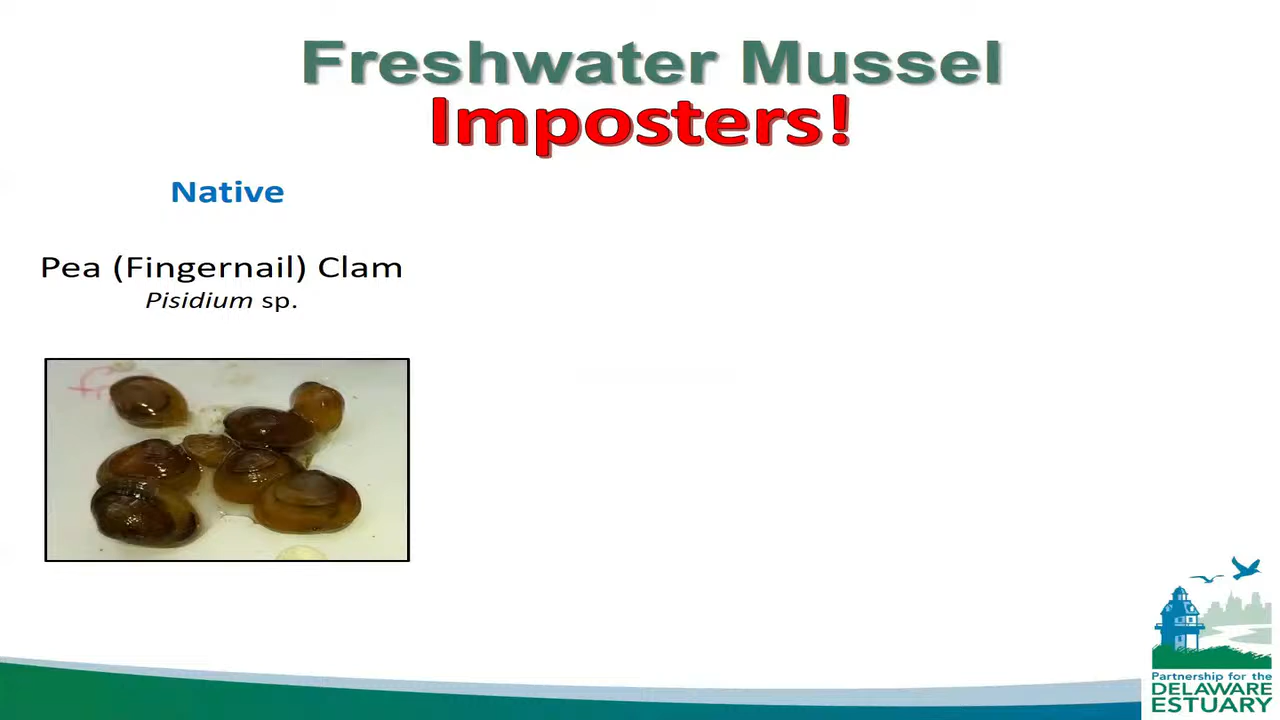 Freshwater Mussel
Imposters!
Native
Pea (Fingernail) Clam
Pisidium sp.
Partnership for the
DELAWARE
ESTUARY